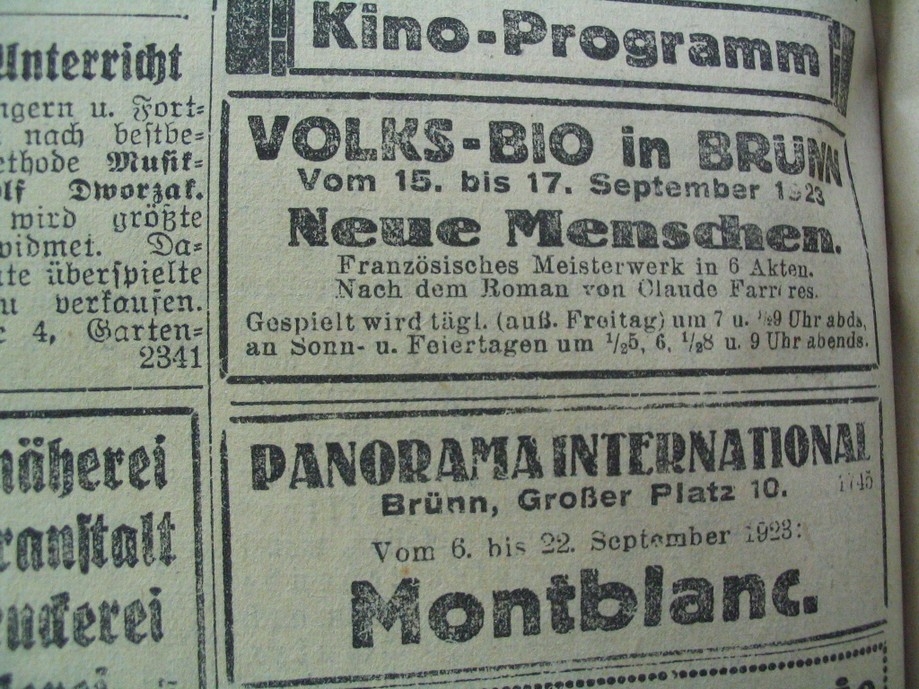 Unterricht
ngern u. Fort-
nach bestbe-
ethode Musik-
olf Dworzak.
wird größte
widmet. Da-
te überspielte
u verkaufen.
e 4, Garten-
2341
näherei
ranstalt
uckerei
Kino-Programm
VOLKS-BIO in BRÜNN
Vom 15. bis 17. September 1923
Neue Menschen.
Französisches Meisterwerk in 6 Akten.
Nach dem Roman von Claude Farrères.
Gespielt wird tägl. (auß. Freitag) um 7 u. ½9 Uhr abds,
an Sonn- u. Feiertagen um ½5, 6, ½8 u. 9 Uhr abends.
PANORAMA INTERNATIONAL
Brünn, Großer Platz 10. 1745
Vom 6. bis 22. September 1923:
Montblanc.